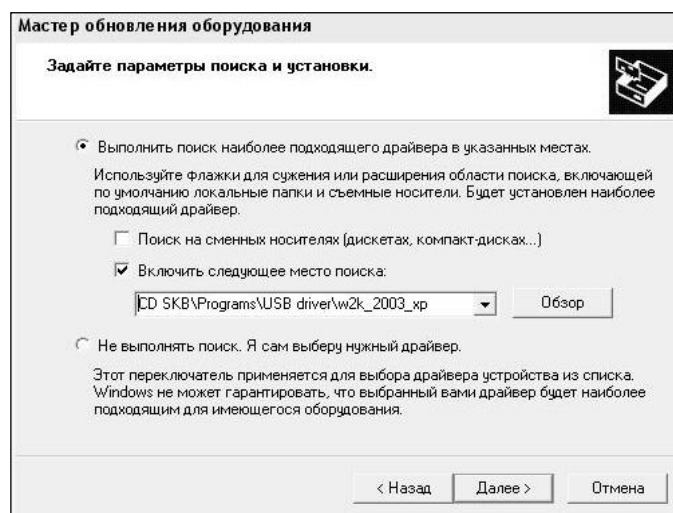 Мастер обновления оборудования
Задайте параметры поиска и установки.
Выполнить поиск наиболее подходящего драйвера в указанных местах.
Используйте флажки для сужения или расширения области поиска, включающей
по умолчанию локальные папки и съемные носители. Будет установлен наиболее
подходящий драйвер.
Поиск на сменных носителях (дискетах, компакт-дисках...)
Включить следующее место поиска:
CD SKB\Programs\USB driver\w2k_2003_xp
Обзор
Не выполнять поиск. Я сам выберу нужный драйвер.
Этот переключатель применяется для выбора драйвера устройства из списка.
Windows не может гарантировать, что выбранный вами драйвер будет наиболее
подходящим для имеющегося оборудования.
< Назад Далее > Отмена